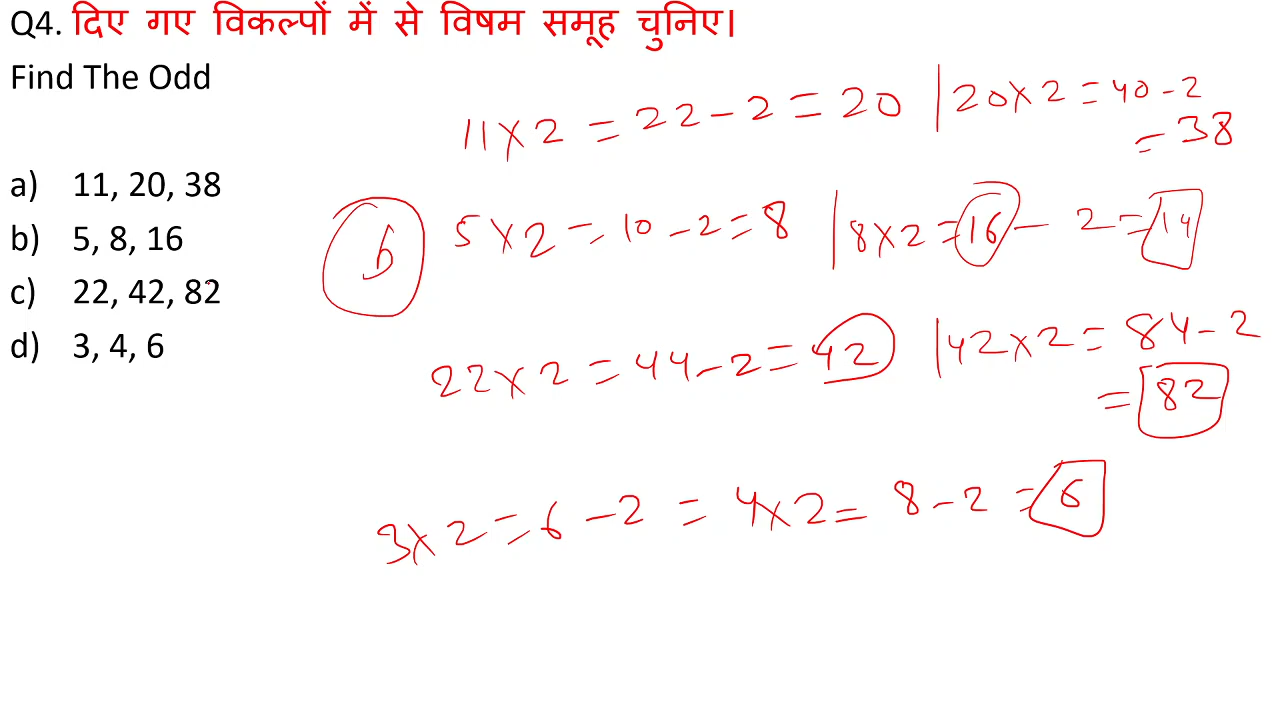 Q4. दिए गए विकल्पों में से विषम समूह चुनिए।
Find The Odd
11 x 2 = 22 - 2 = 20 | 20 x 2 = 40 - 2
= 38
a) 11, 20, 38
b) 5, 8, 16
c) 22, 42, 82
d) 3, 4, 6
b
5 x 2 = 10 - 2 = 8 | 8 x 2 = 16 - 2 = 14
22 x 2 = 44 - 2 = 42 | 42 x 2 = 84 - 2
= 82
3 x 2 = 6 - 2 = 4 x 2 = 8 - 2 = 6